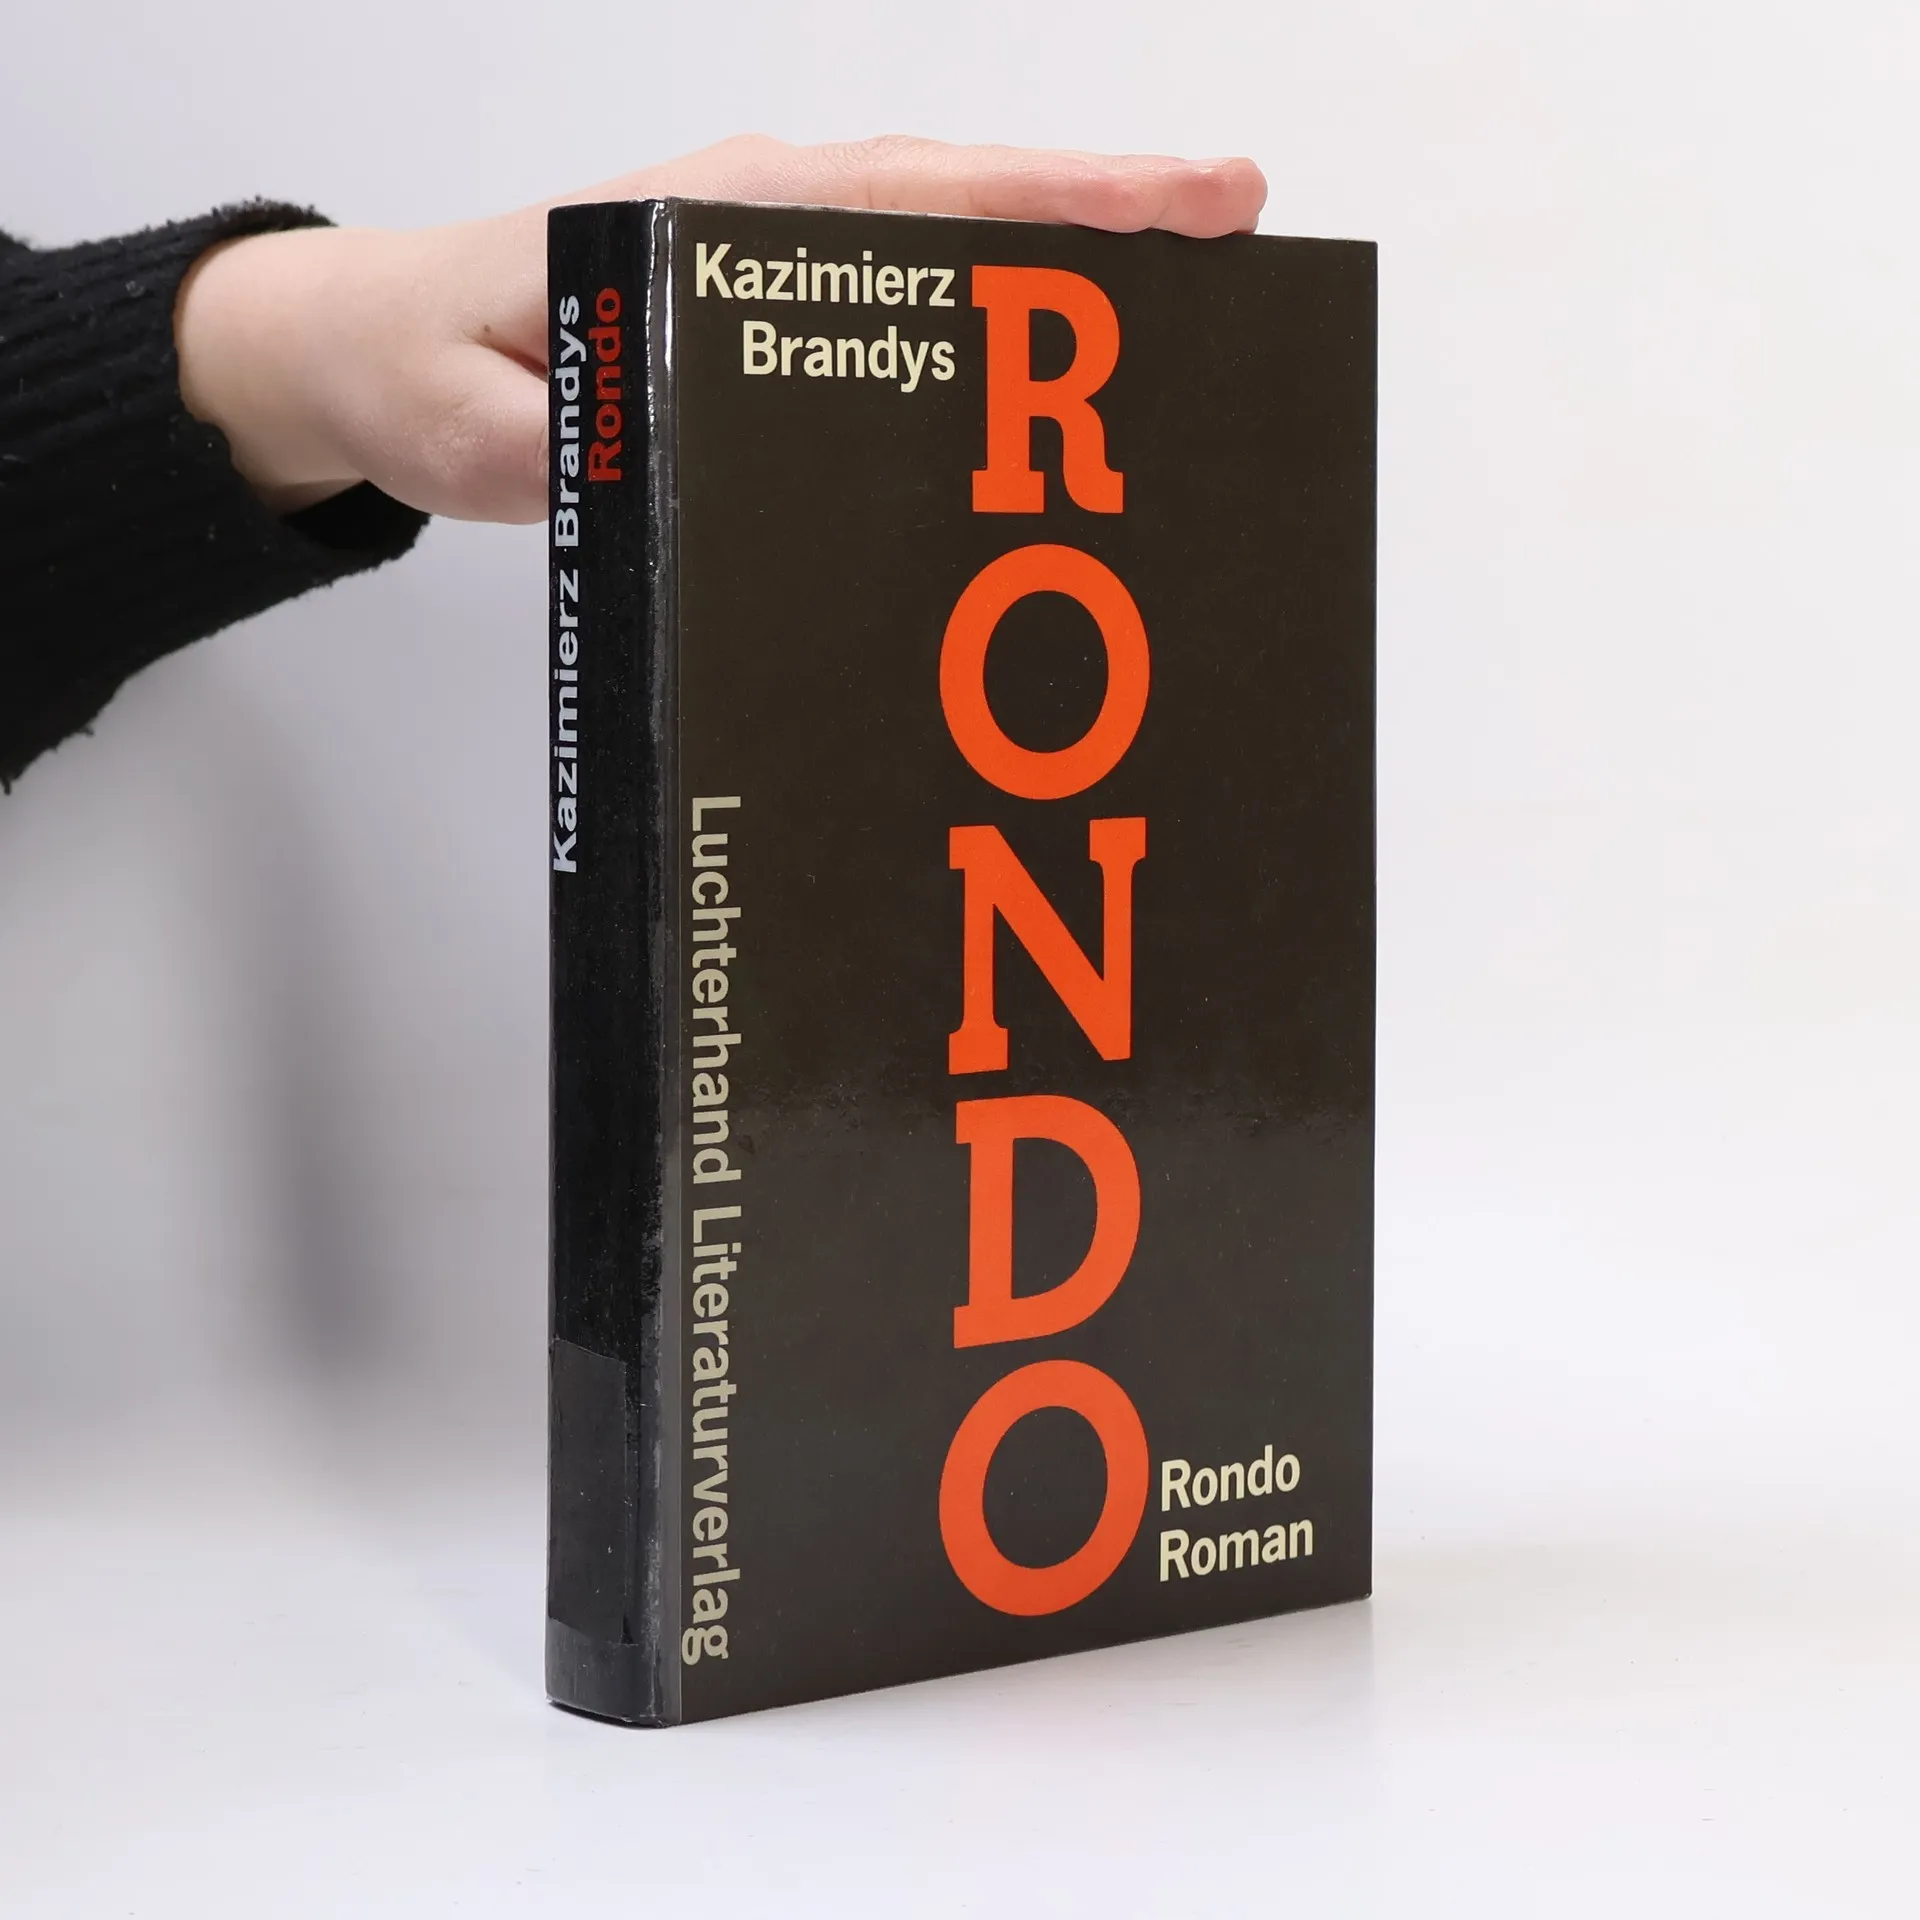 Kazimierz Brandys
Rondo
Kazimierz
Brandys
RONDO
Luchterhand Literaturverlag
Rondo
Roman